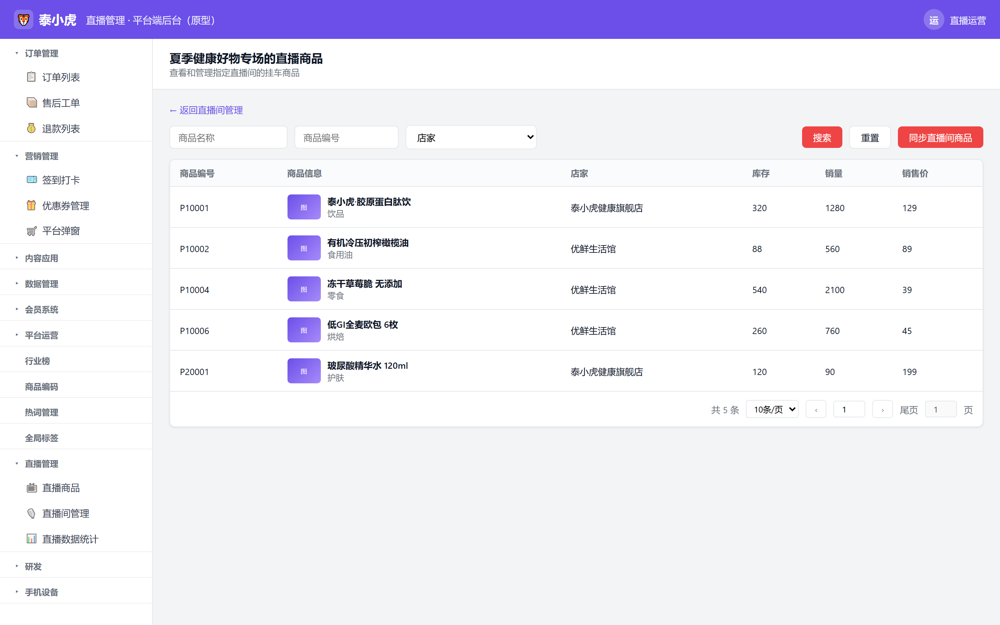 泰小虎 直播管理 · 平台端后台（原型）
运 直播运营
订单管理
订单列表
售后工单
退款列表
营销管理
签到打卡
优惠券管理
平台弹窗
内容应用
数据管理
会员系统
平台运营
行业榜
商品编码
热词管理
全局标签
直播管理
直播商品
直播间管理
直播数据统计
研发
手机设备
夏季健康好物专场的直播商品
查看和管理指定直播间的挂车商品
← 返回直播间管理
商品名称 商品编号 店家 搜索 重置 同步直播间商品
商品编号 商品信息 店家 库存 销量 销售价
P10001 图 泰小虎·胶原蛋白肽饮 泰小虎健康旗舰店 320 1280 129
饮品
P10002 图 有机冷压初榨橄榄油 优鲜生活馆 88 560 89
食用油
P10004 图 冻干草莓脆 无添加 优鲜生活馆 540 2100 39
零食
P10006 图 低GI全麦欧包 6枚 优鲜生活馆 260 760 45
烘焙
P20001 图 玻尿酸精华水 120ml 泰小虎健康旗舰店 120 90 199
护肤
共 5 条 10条/页 ‹ 1 › 尾页 1 页